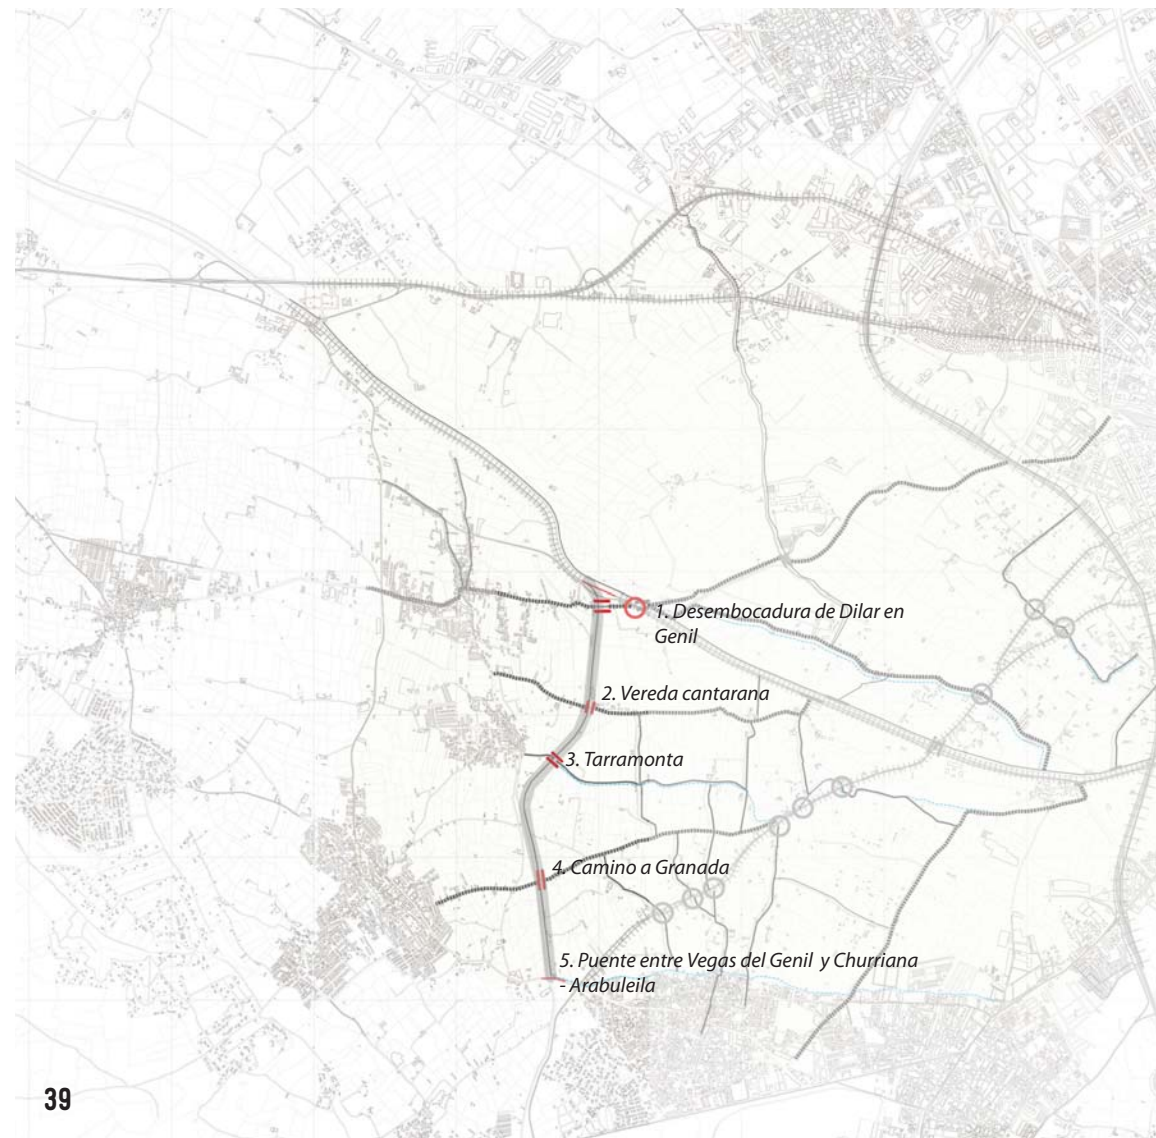 1. Desembocadura de Dilar en
Genil
2. Vereda cantarana
3. Tarramonta
4. Camino a Granada
5. Puente entre Vegas del Genil y Churriana
- Arabuleila
39